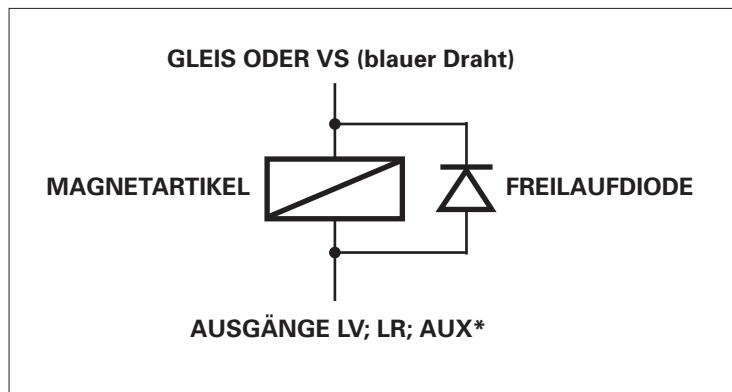 GLEIS ODER VS (blauer Draht)
MAGNETARTIKEL
FREILAUFDIODE
AUSGÄNGE LV; LR; AUX*